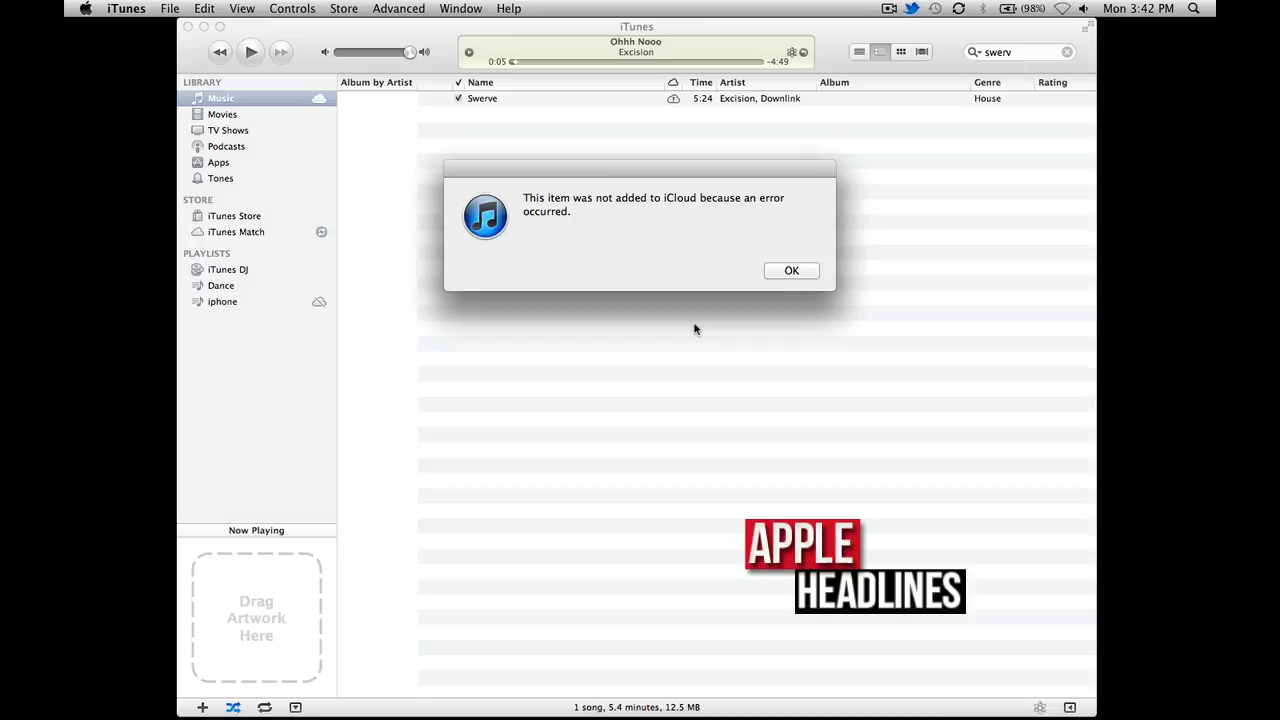 iTunes File Edit View Controls Store Advanced Window Help (98%) Mon 3:42 PM
iTunes
Ohhh Nooo
Excision
0:05 -4:49
swerv
LIBRARY
Music
Movies
TV Shows
Podcasts
Apps
Tones
STORE
iTunes Store
iTunes Match
PLAYLISTS
iTunes DJ
Dance
iphone
Album by Artist Name Time Artist Album Genre Rating
Swerve 5:24 Excision, Downlink House
This item was not added to iCloud because an error
occurred.
OK
APPLE
HEADLINES
Now Playing
Drag
Artwork
Here
1 song, 5.4 minutes, 12.5 MB